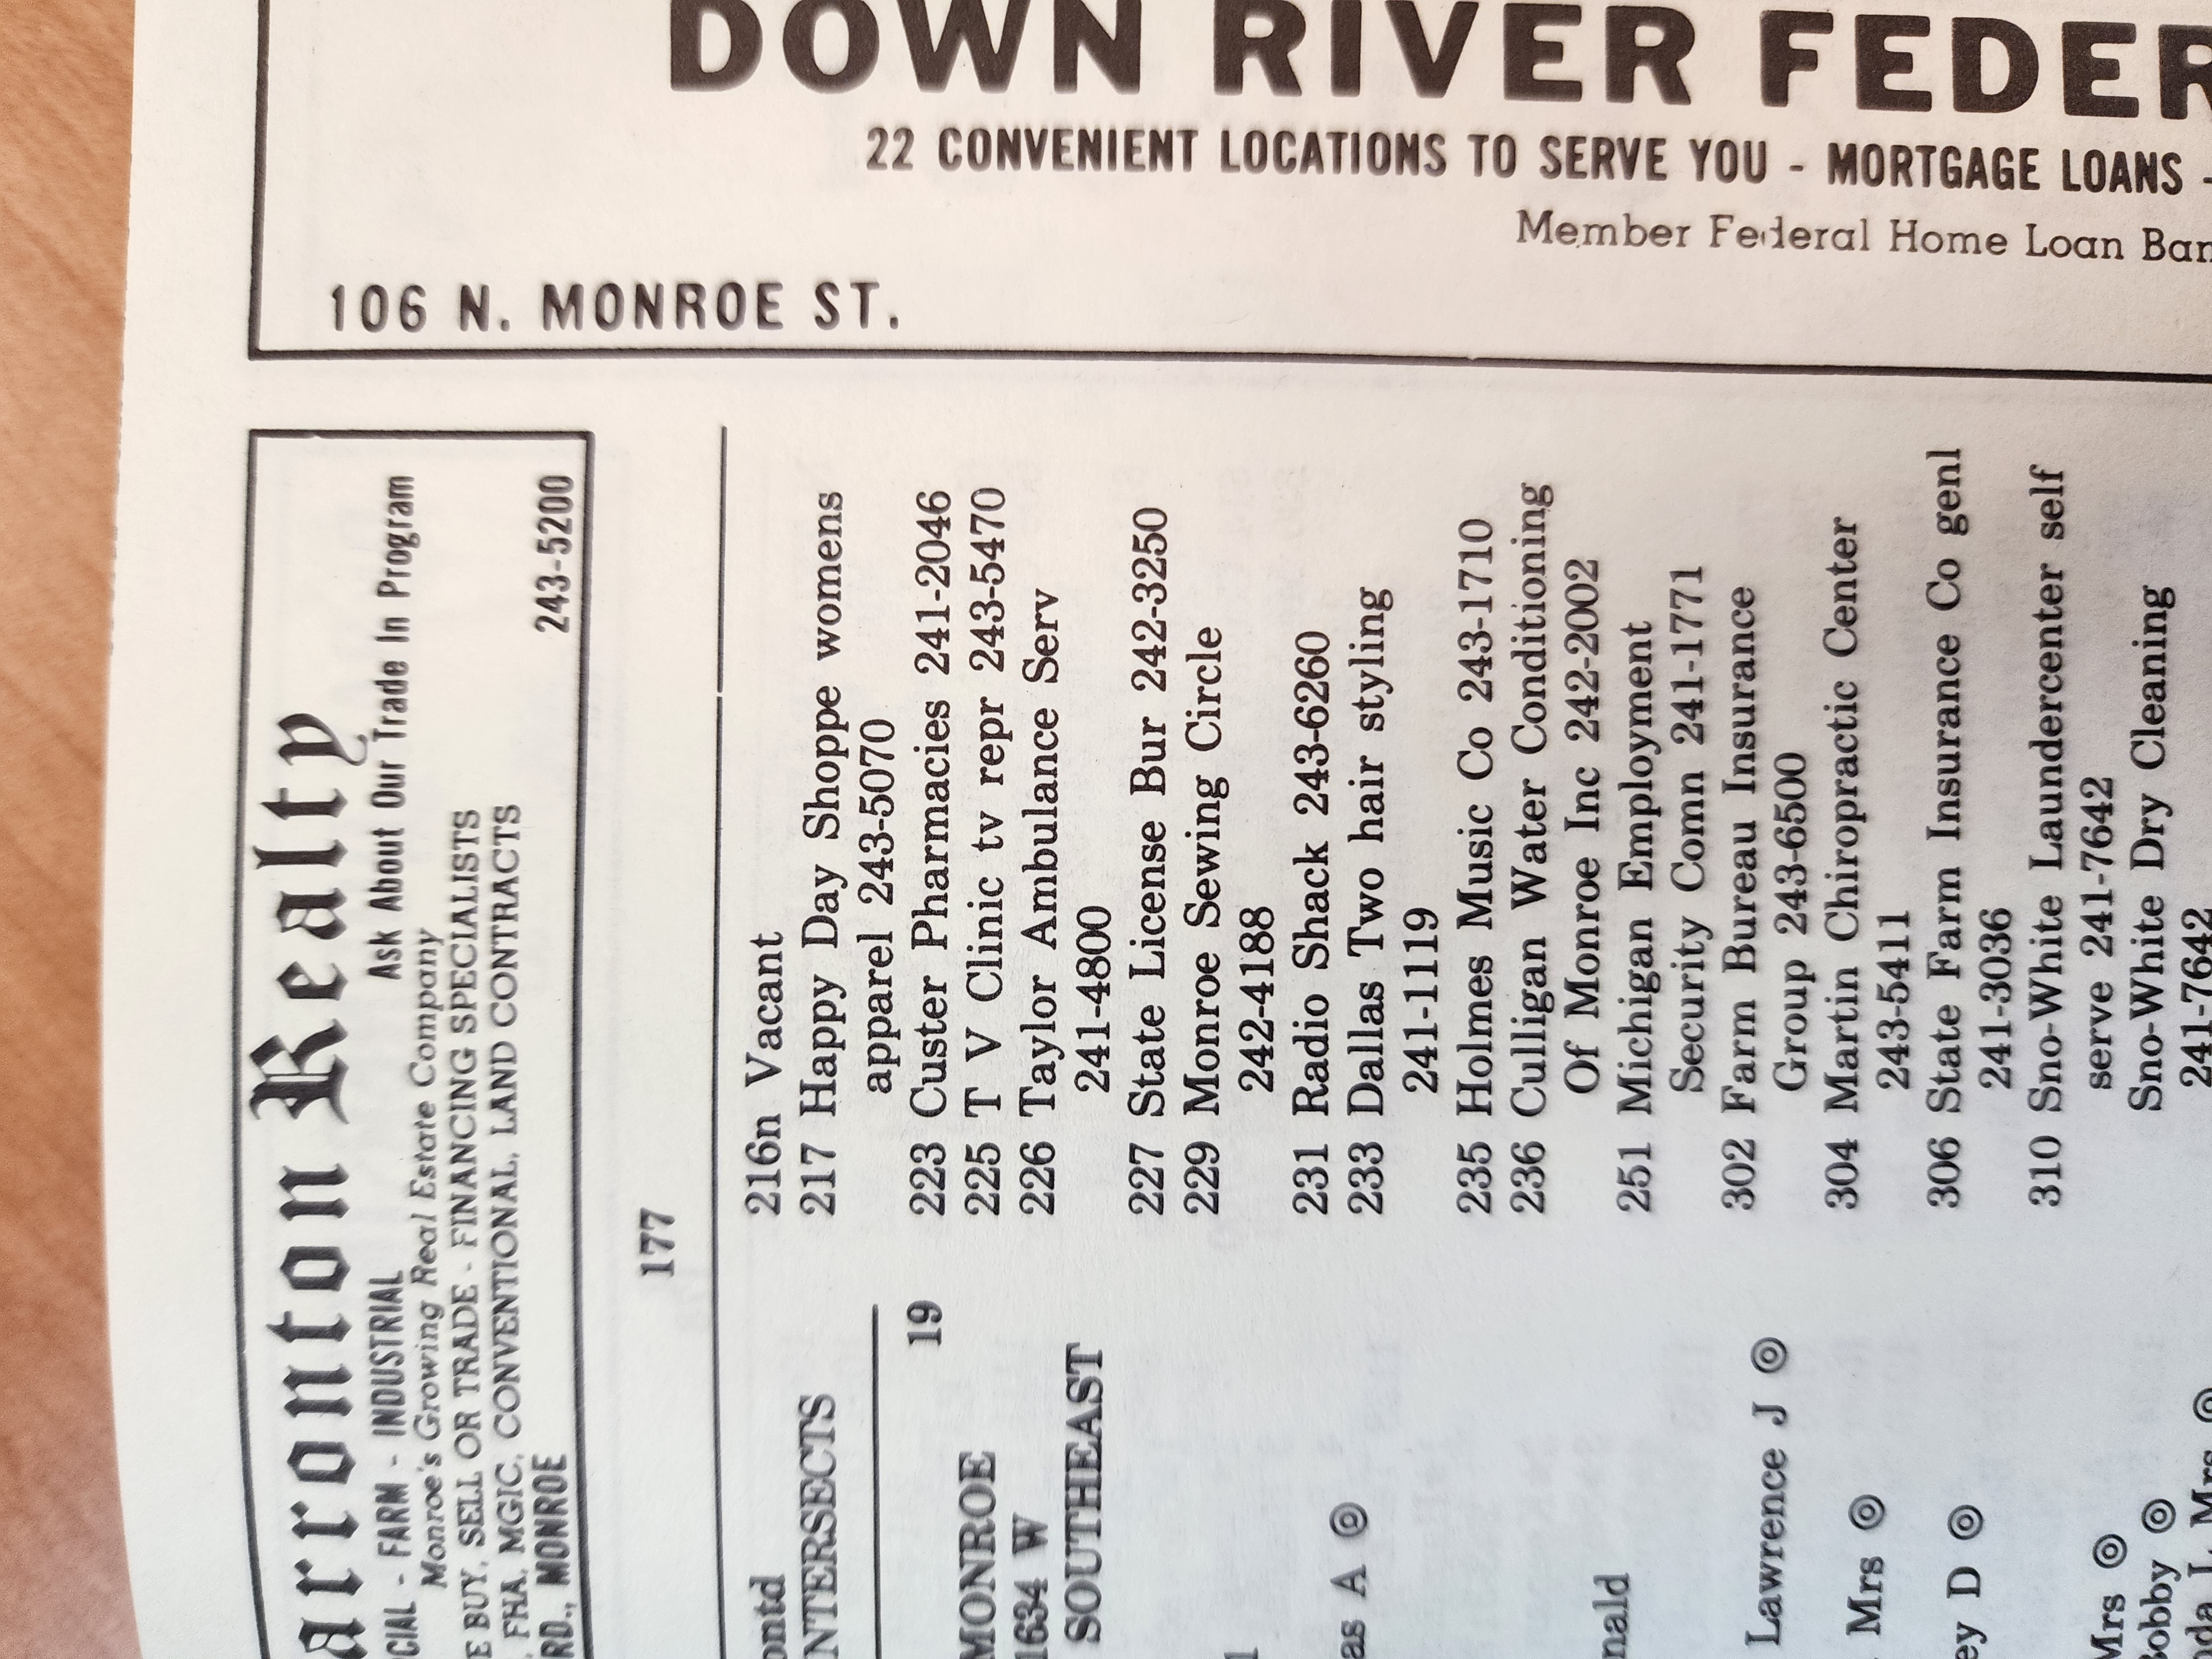 DOWN RIVER
22 CONVENIENT LOCATIONS TO SERVE YOU - MORTGAGE LOANS -
Member Federal Home Loan
106 N. MONROE ST.
Realty
Ask About Our Trade In Program
CIAL - FARM - INDUSTRIAL
Monroe's Growing Real Estate Company
BUY, SELL OR TRADE - FINANCING SPECIALISTS
FHA, MGIC, CONVENTIONAL, LAND CONTRACTS
RD., MONROE 243-5200
177
INTERSECTS
19
MONROE
1634 W
SOUTHEAST
A ◎
Lawrence J ◎
Mrs ◎
D ◎
Mrs ◎
Bobby ◎
L Mrs ◎
216n Vacant
217 Happy Day Shoppe womens
apparel 243-5070
223 Custer Pharmacies 241-2046
225 T V Clinic tv repr 243-5470
226 Taylor Ambulance Serv
241-4800
227 State License Bur 242-3250
229 Monroe Sewing Circle
242-4188
231 Radio Shack 243-6260
233 Dallas Two hair styling
241-1119
235 Holmes Music Co 243-1710
236 Culligan Water Conditioning
Of Monroe Inc 242-2002
251 Michigan Employment
Security Comn 241-1771
302 Farm Bureau Insurance
Group 243-6500
304 Martin Chiropractic Center
243-5411
306 State Farm Insurance Co genl
241-3036
310 Sno-White Laundercenter self
serve 241-7642
Sno-White Dry Cleaning
241-7642